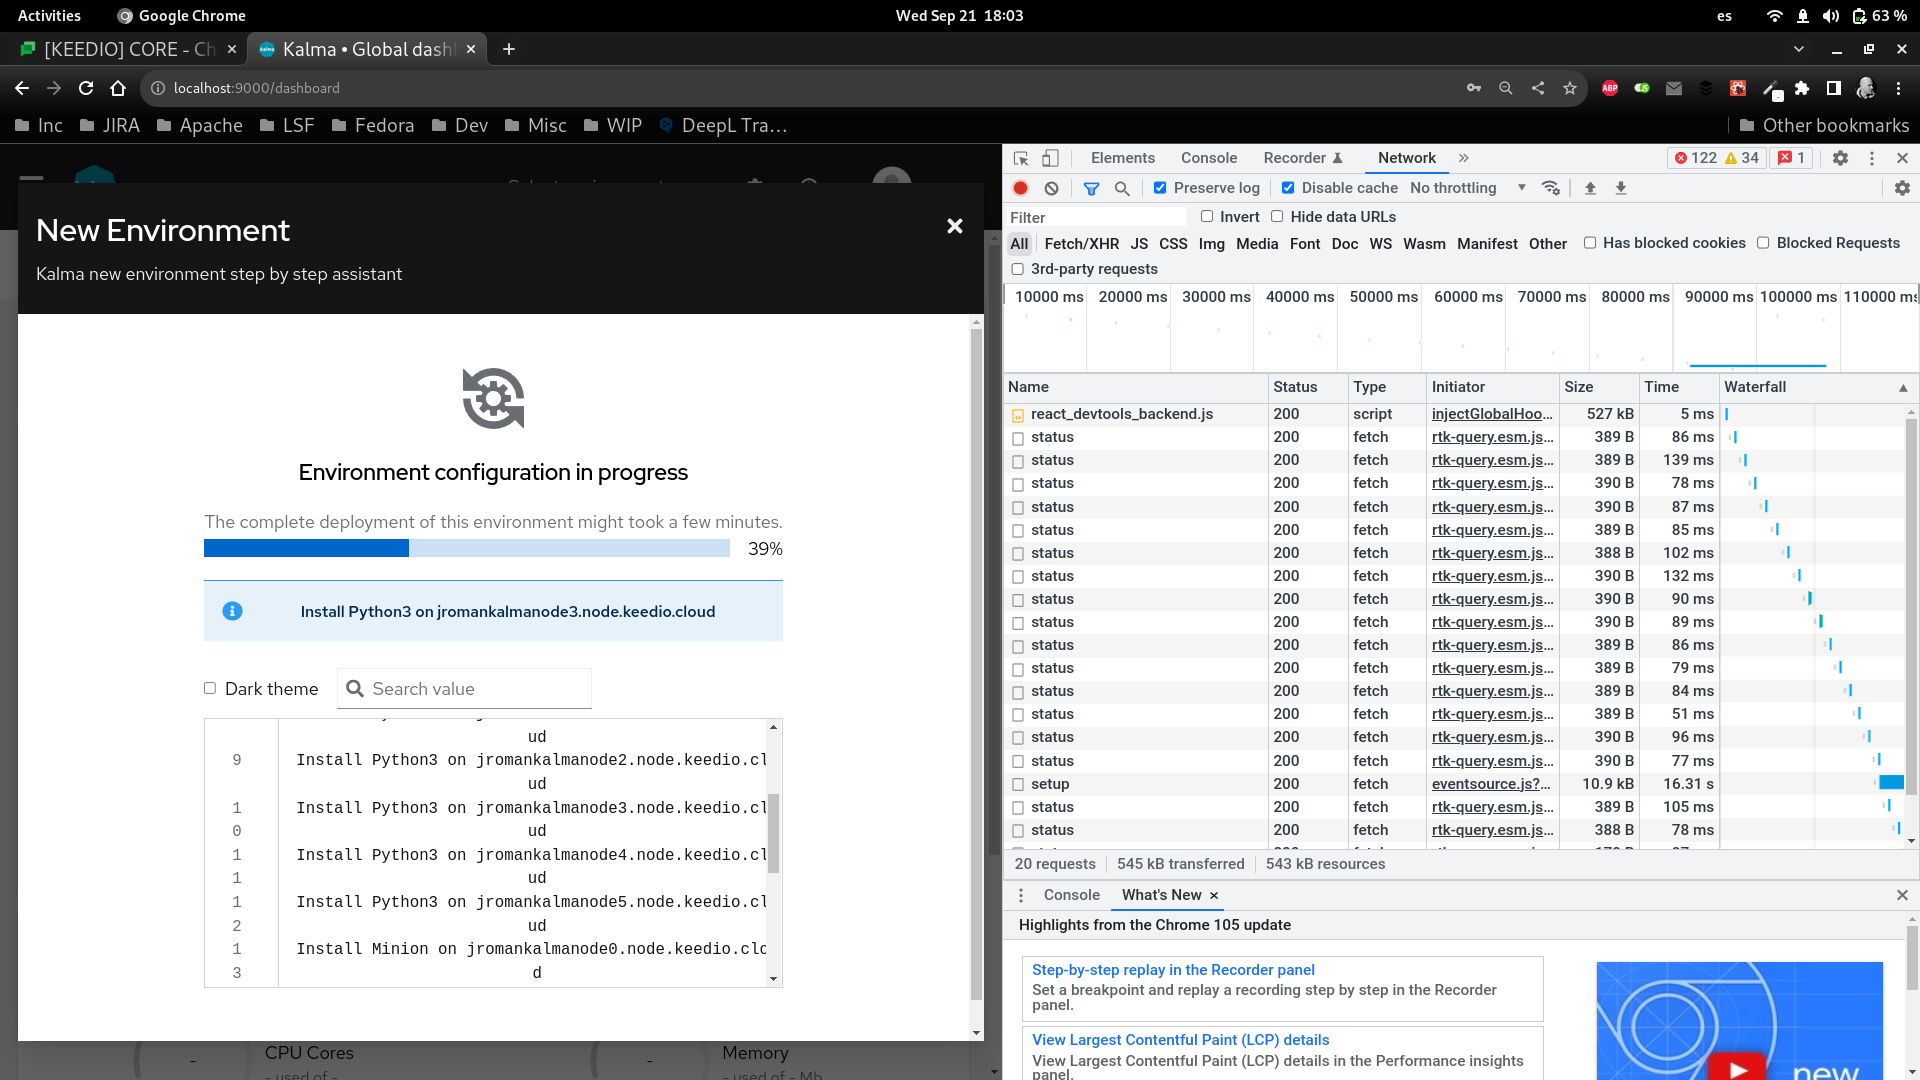 Activities
Google Chrome
Wed Sep 21 18:03
es
63 %
[KEEDIO] CORE - Ch
Kalma • Global dash
localhost:9000/dashboard
ABP
Inc
JIRA
Apache
LSF
Fedora
Dev
Misc
WIP
DeepL Tra…
Other bookmarks
New Environment
Kalma new environment step by step assistant
Environment configuration in progress
The complete deployment of this environment might took a few minutes.
39%
Install Python3 on jromankalmanode3.node.keedio.cloud
Dark theme
Search value
ud
9 Install Python3 on jromankalmanode2.node.keedio.cl
ud
1 Install Python3 on jromankalmanode3.node.keedio.cl
0 ud
1 Install Python3 on jromankalmanode4.node.keedio.cl
1 ud
1 Install Python3 on jromankalmanode5.node.keedio.cl
2 ud
1 Install Minion on jromankalmanode0.node.keedio.clo
3 d
- CPU Cores
- used of -
- Memory
- used of - Mb
Elements
Console
Recorder
Network
122
34
1
Preserve log
Disable cache
No throttling
Filter
Invert
Hide data URLs
All
Fetch/XHR
JS
CSS
Img
Media
Font
Doc
WS
Wasm
Manifest
Other
Has blocked cookies
Blocked Requests
3rd-party requests
10000 ms
20000 ms
30000 ms
40000 ms
50000 ms
60000 ms
70000 ms
80000 ms
90000 ms
100000 ms
110000 ms
Name Status Type Initiator Size Time Waterfall
react_devtools_backend.js 200 script injectGlobalHoo… 527 kB 5 ms
status 200 fetch rtk-query.esm.js… 389 B 86 ms
status 200 fetch rtk-query.esm.js… 389 B 139 ms
status 200 fetch rtk-query.esm.js… 390 B 78 ms
status 200 fetch rtk-query.esm.js… 390 B 87 ms
status 200 fetch rtk-query.esm.js… 389 B 85 ms
status 200 fetch rtk-query.esm.js… 388 B 102 ms
status 200 fetch rtk-query.esm.js… 390 B 132 ms
status 200 fetch rtk-query.esm.js… 390 B 90 ms
status 200 fetch rtk-query.esm.js… 390 B 89 ms
status 200 fetch rtk-query.esm.js… 389 B 86 ms
status 200 fetch rtk-query.esm.js… 389 B 79 ms
status 200 fetch rtk-query.esm.js… 389 B 84 ms
status 200 fetch rtk-query.esm.js… 389 B 51 ms
status 200 fetch rtk-query.esm.js… 390 B 96 ms
status 200 fetch rtk-query.esm.js… 390 B 77 ms
setup 200 fetch eventsource.js?… 10.9 kB 16.31 s
status 200 fetch rtk-query.esm.js… 389 B 105 ms
status 200 fetch rtk-query.esm.js… 388 B 78 ms
20 requests
545 kB transferred
543 kB resources
Console
What's New
Highlights from the Chrome 105 update
Step-by-step replay in the Recorder panel
Set a breakpoint and replay a recording step by step in the Recorder
panel.
View Largest Contentful Paint (LCP) details
View Largest Contentful Paint (LCP) details in the Performance insights
panel.
new